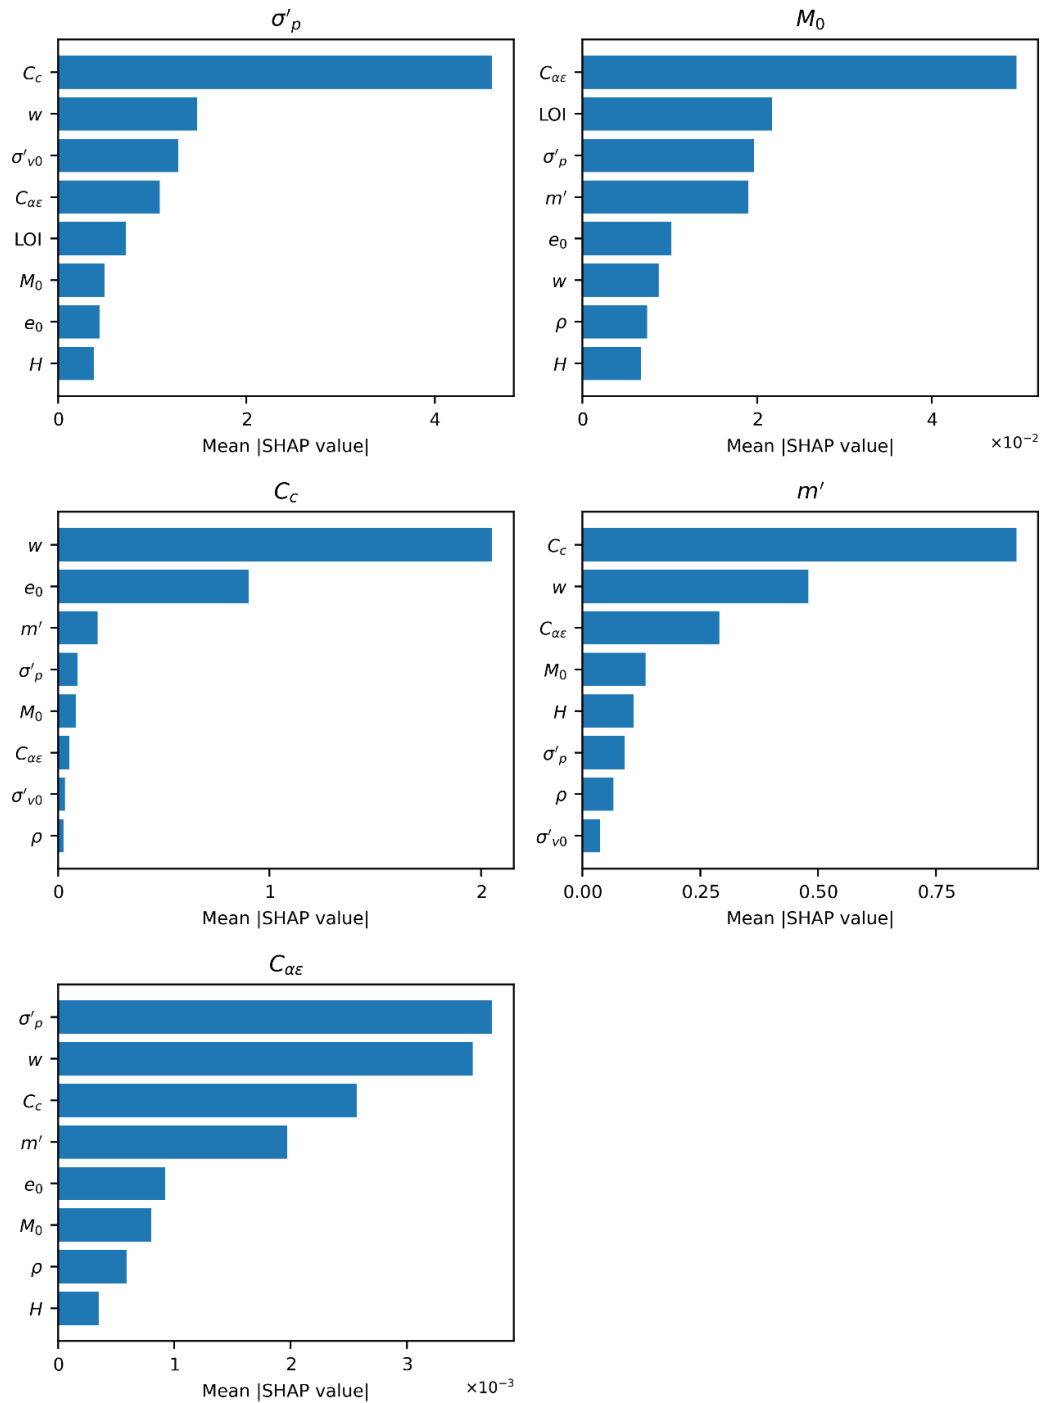 σ′p
Cc
w
σ′v0
Cαε
LOI
M0
e0
H
0 2 4
Mean |SHAP value|
M0
Cαε
LOI
σ′p
m′
e0
w
ρ
H
0 2 4
Mean |SHAP value| ×10−2
Cc
w
e0
m′
σ′p
M0
Cαε
σ′v0
ρ
0 1 2
Mean |SHAP value|
m′
Cc
w
Cαε
M0
H
σ′p
ρ
σ′v0
0.00 0.25 0.50 0.75
Mean |SHAP value|
Cαε
σ′p
w
Cc
m′
e0
M0
ρ
H
0 1 2 3
Mean |SHAP value| ×10−3